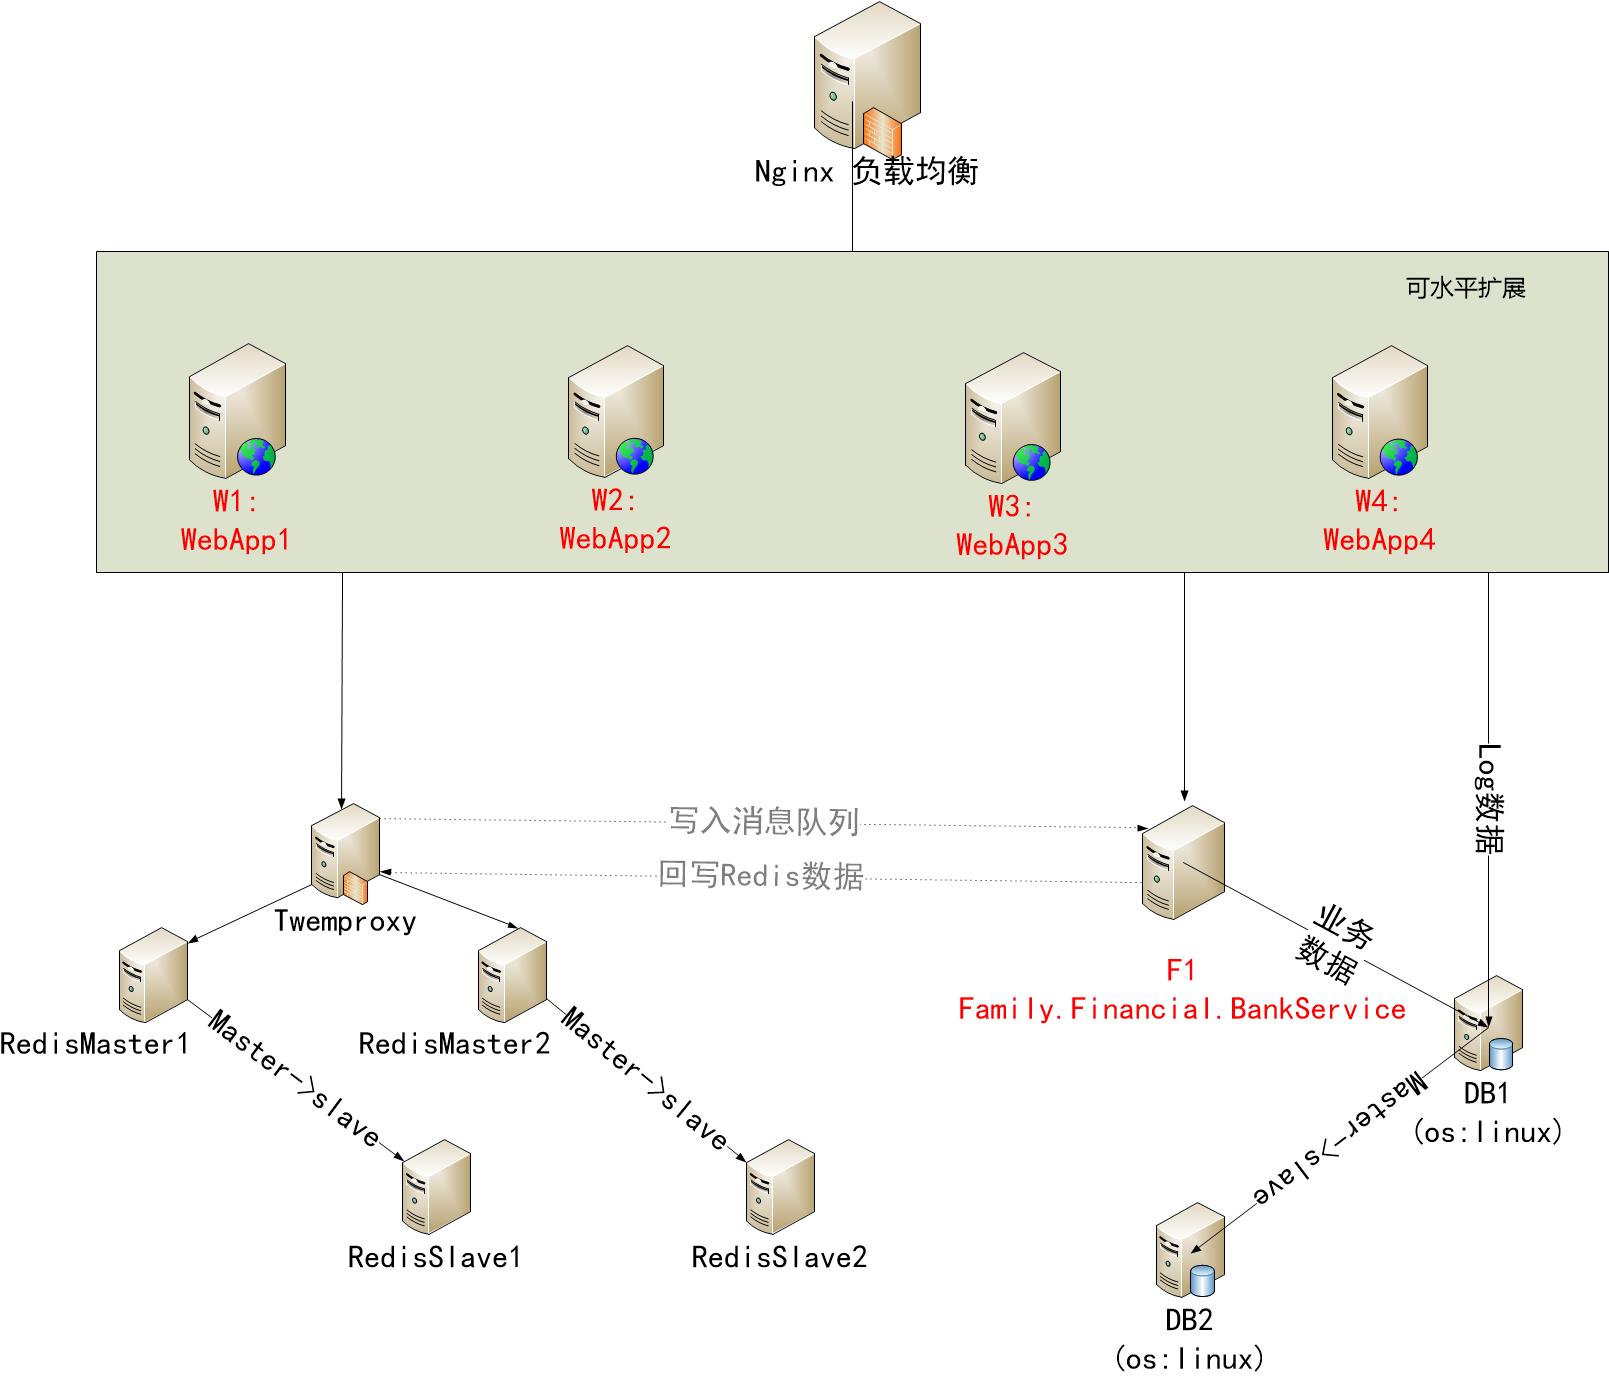 Nginx 负载均衡
可水平扩展
W1:
WebApp1
W2:
WebApp2
W3:
WebApp3
W4:
WebApp4
Log数据
写入消息队列
回写Redis数据
Twemproxy
业务
数据
F1
Family.Financial.BankService
RedisMaster1
RedisMaster2
Master->slave
Master->slave
DB1
(os:linux)
Master->slave
RedisSlave1
RedisSlave2
DB2
(os:linux)